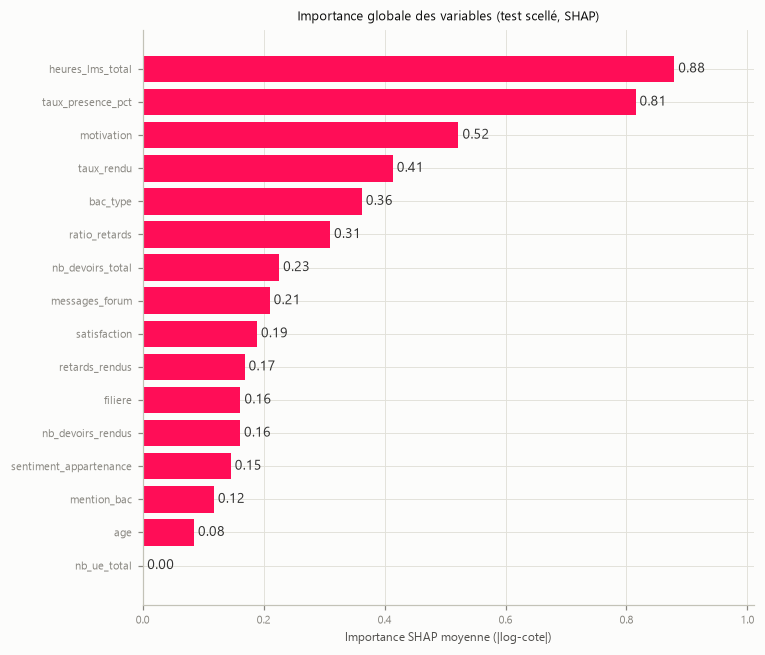 Importance globale des variables (test scellé, SHAP)
heures_lms_total 0.88
taux_presence_pct 0.81
motivation 0.52
taux_rendu 0.41
bac_type 0.36
ratio_retards 0.31
nb_devoirs_total 0.23
messages_forum 0.21
satisfaction 0.19
retards_rendus 0.17
filiere 0.16
nb_devoirs_rendus 0.16
sentiment_appartenance 0.15
mention_bac 0.12
age 0.08
nb_ue_total 0.00
0.0 0.2 0.4 0.6 0.8 1.0
Importance SHAP moyenne (|log-cote|)